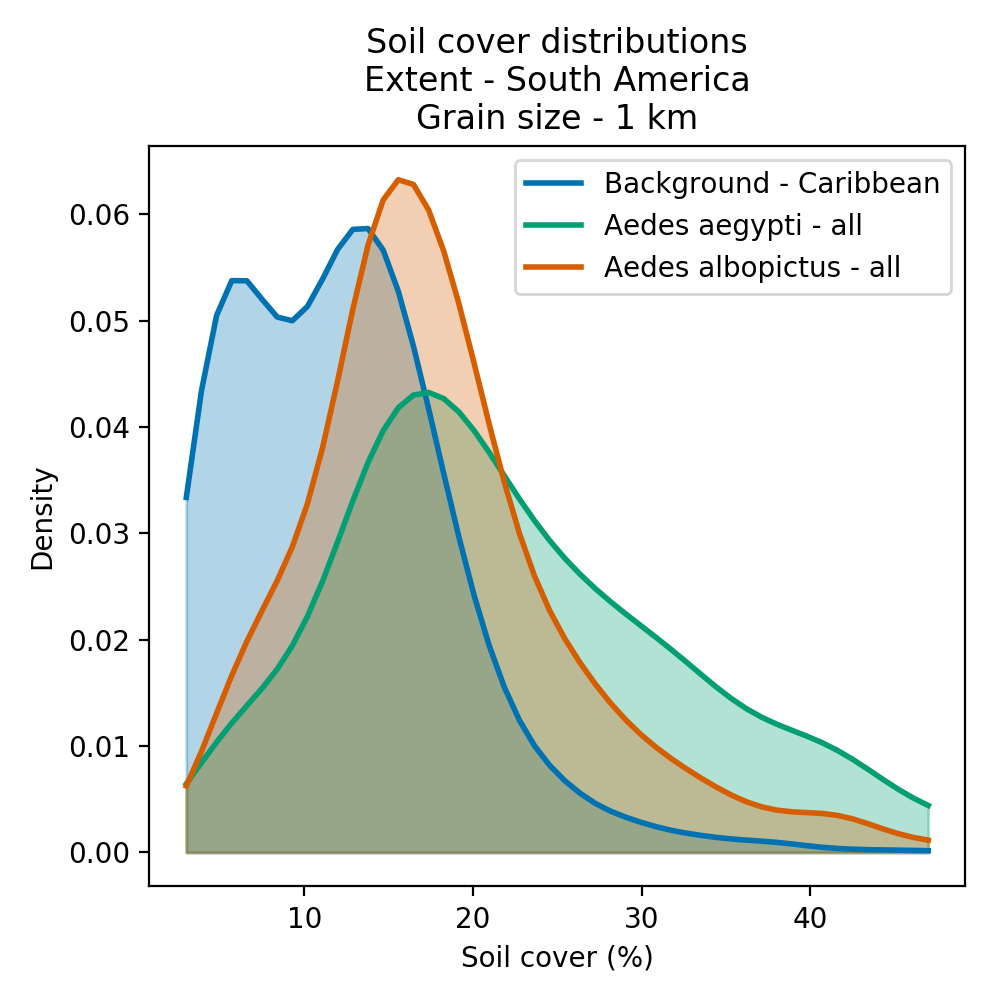 Soil cover distributions
Extent - South America
Grain size - 1 km
Background - Caribbean
Aedes aegypti - all
Aedes albopictus - all
0.06
0.05
0.04
0.03
0.02
0.01
0.00
Density
10 20 30 40
Soil cover (%)